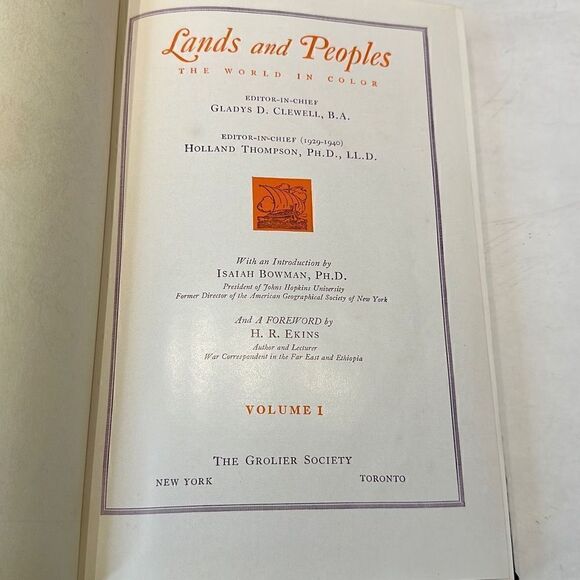 Lands and Peoples
THE WORLD IN COLOR
EDITOR-IN-CHIEF
GLADYS D. CLEWELL, B.A.
EDITOR-IN-CHIEF (1929-1940)
HOLLAND THOMPSON, PH.D., LL.D.
With an Introduction by
ISAIAH BOWMAN, PH.D.
President of Johns Hopkins University
Former Director of the American Geographical Society of New York
And A FOREWORD by
H. R. EKINS
Author and Lecturer
War Correspondent in the Far East and Ethiopia
VOLUME I
THE GROLIER SOCIETY
NEW YORK TORONTO